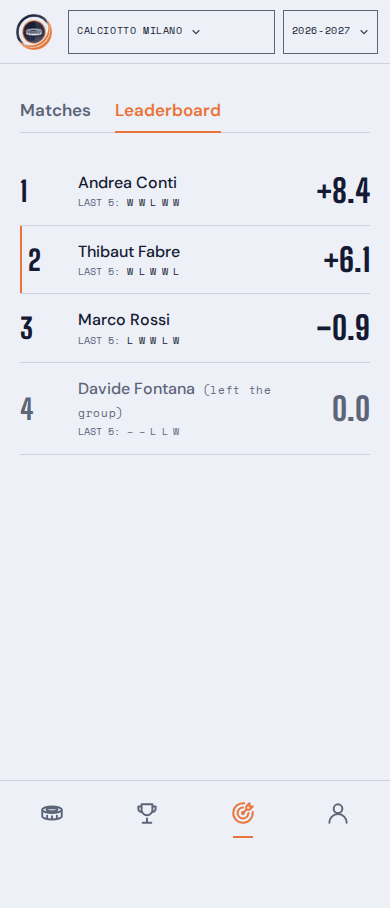 CALCIOTTO MILANO
2026-2027
Matches
Leaderboard
1
Andrea Conti
LAST 5: W W L W W
+8.4
2
Thibaut Fabre
LAST 5: W L W W L
+6.1
3
Marco Rossi
LAST 5: L W W L W
−0.9
4
Davide Fontana (left the
group)
LAST 5: – – L L W
0.0